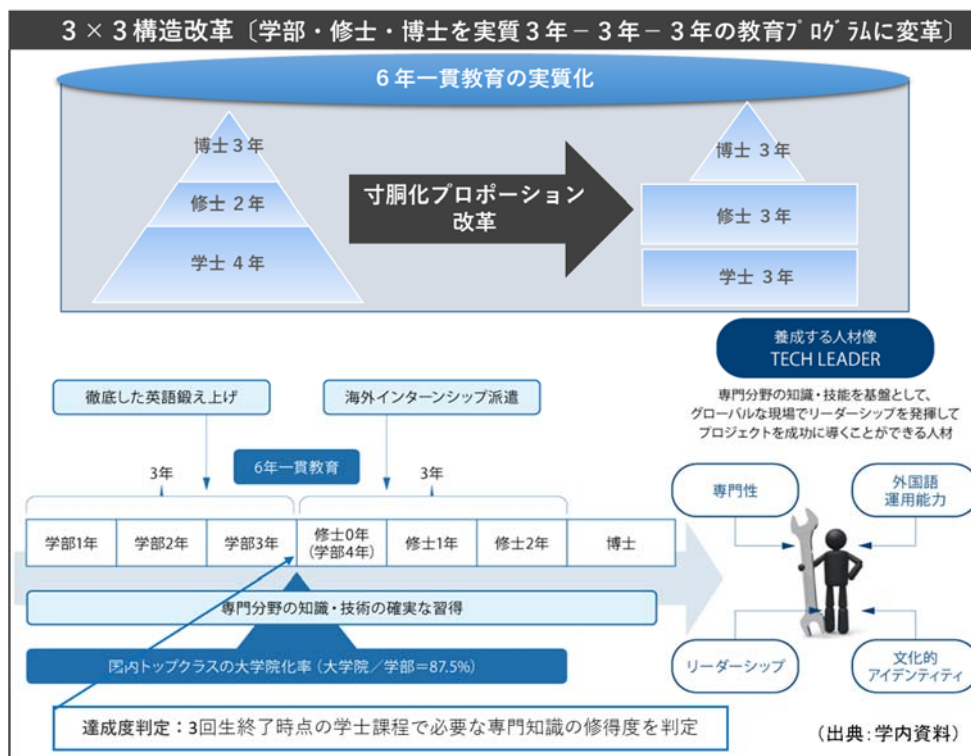 ３×３構造改革〔学部・修士・博士を実質３年－３年－３年の教育ﾌﾟﾛｸﾞﾗﾑに変革〕
６年一貫教育の実質化
博士３年
修士２年
学士４年
寸胴化プロポーション
改革
博士 ３年
修士 ３年
学士 ３年
養成する人材像
TECH LEADER
専門分野の知識・技能を基盤として、
グローバルな現場でリーダーシップを発揮して
プロジェクトを成功に導くことができる人材
徹底した英語鍛え上げ
海外インターンシップ派遣
3年
6年一貫教育
3年
学部1年
学部2年
学部3年
修士0年
(学部4年)
修士1年
修士2年
博士
専門分野の知識・技術の確実な習得
国内トップクラスの大学院化率（大学院／学部＝87.5%）
達成度判定：3回生終了時点の学士課程で必要な専門知識の修得度を判定
専門性
外国語
運用能力
リーダーシップ
文化的
アイデンティティ
（出典：学内資料）